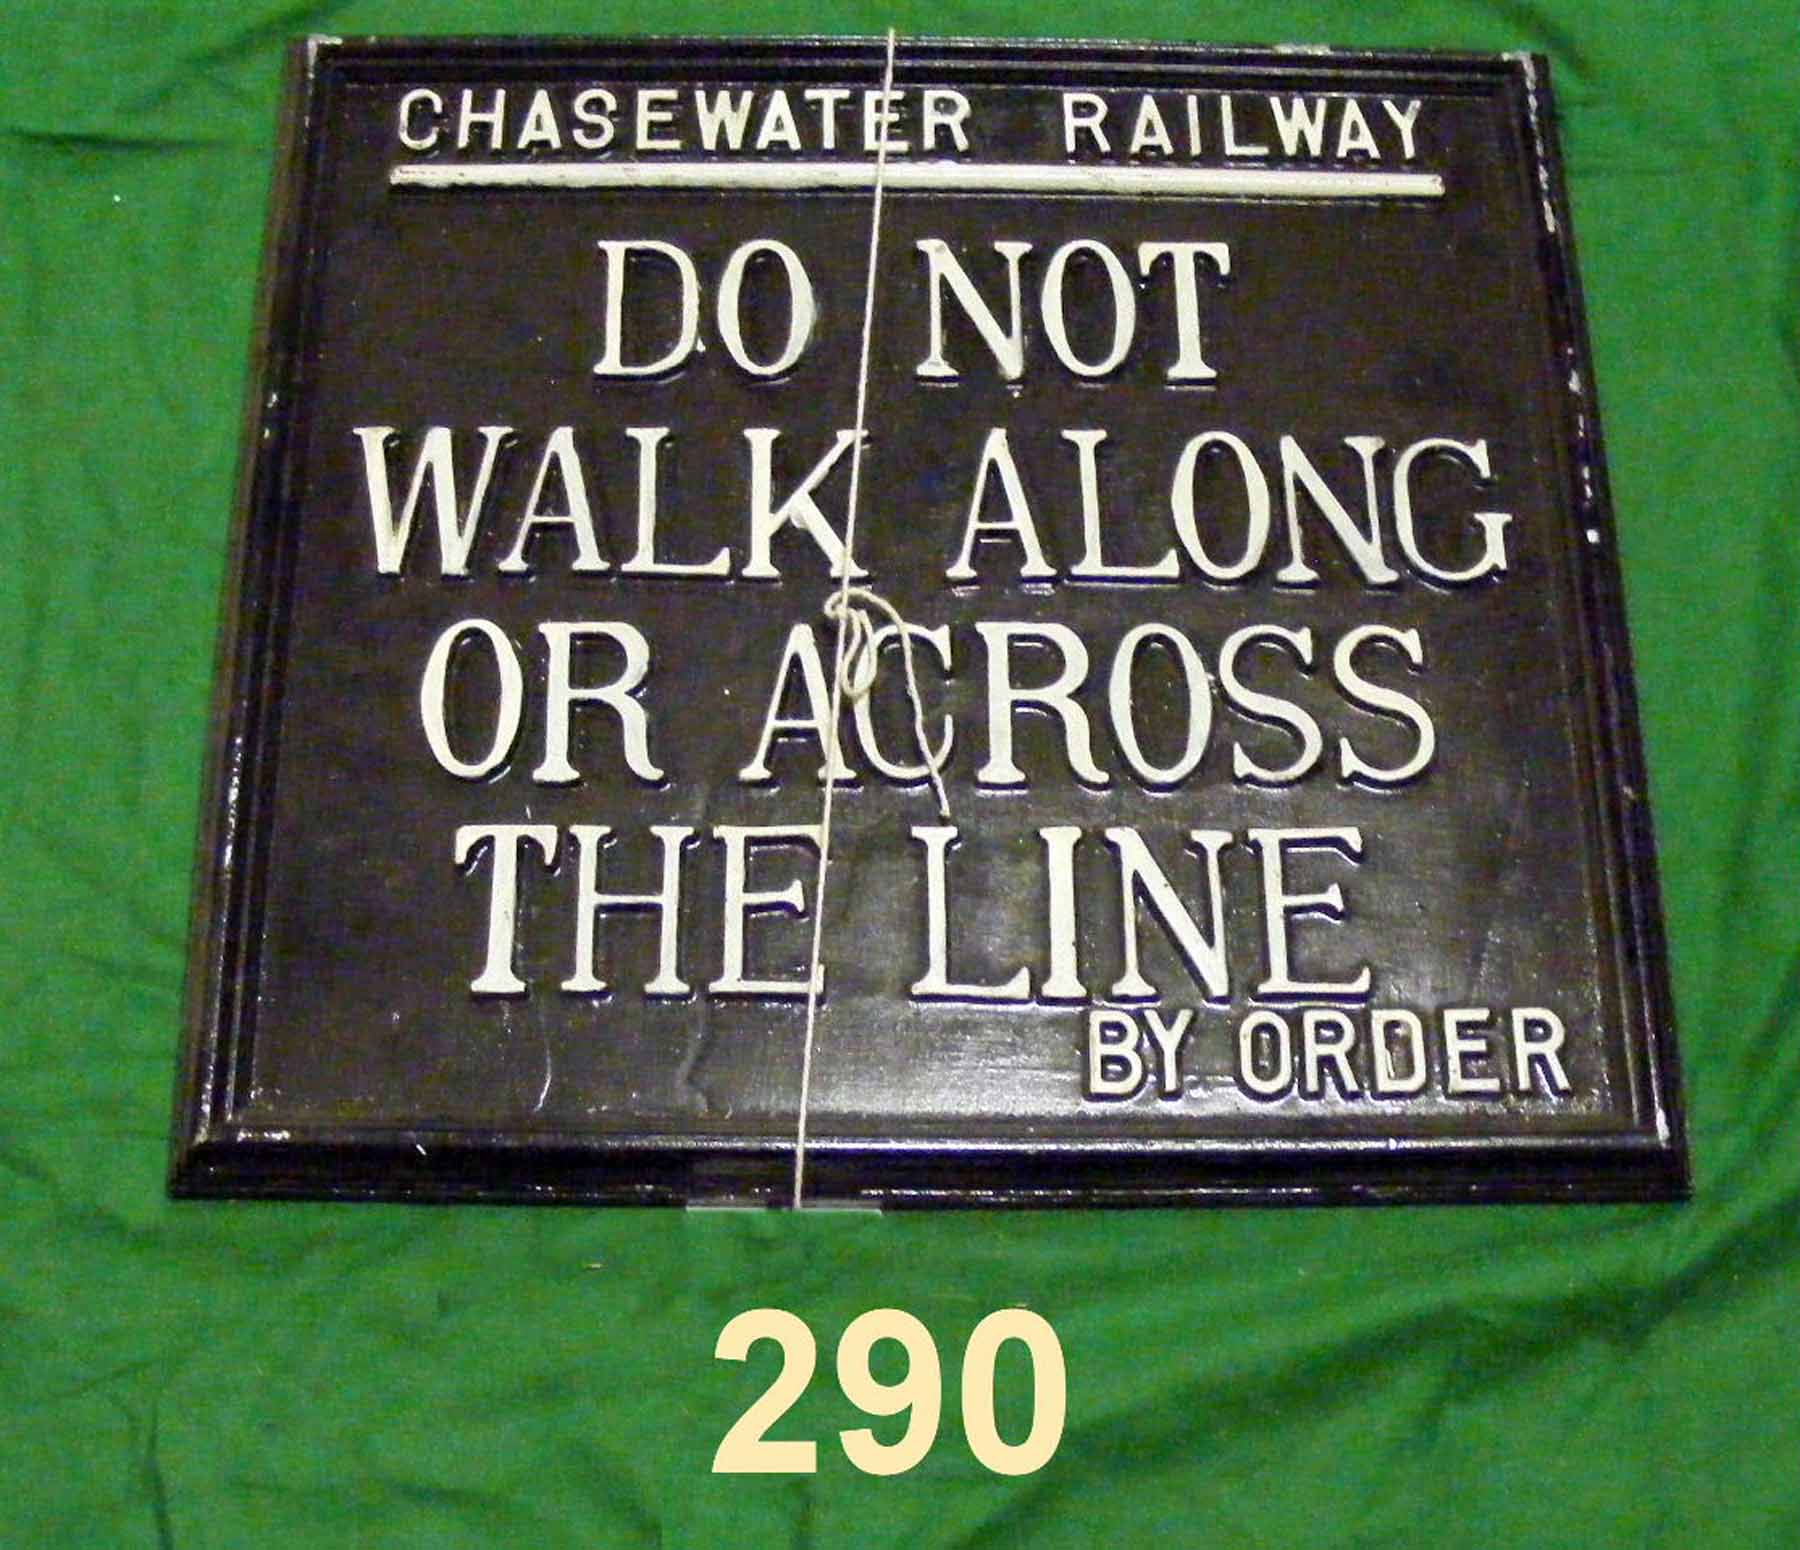 CHASEWATER RAILWAY
DO NOT
WALK ALONG
OR ACROSS
THE LINE
BY ORDER
290